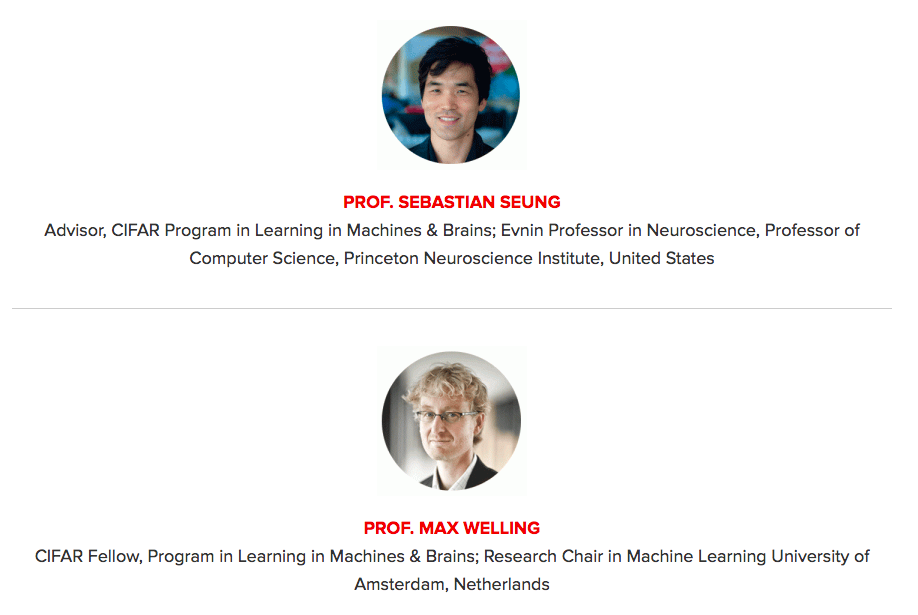 PROF. SEBASTIAN SEUNG
Advisor, CIFAR Program in Learning in Machines & Brains; Evnin Professor in Neuroscience, Professor of
Computer Science, Princeton Neuroscience Institute, United States
PROF. MAX WELLING
CIFAR Fellow, Program in Learning in Machines & Brains; Research Chair in Machine Learning University of
Amsterdam, Netherlands